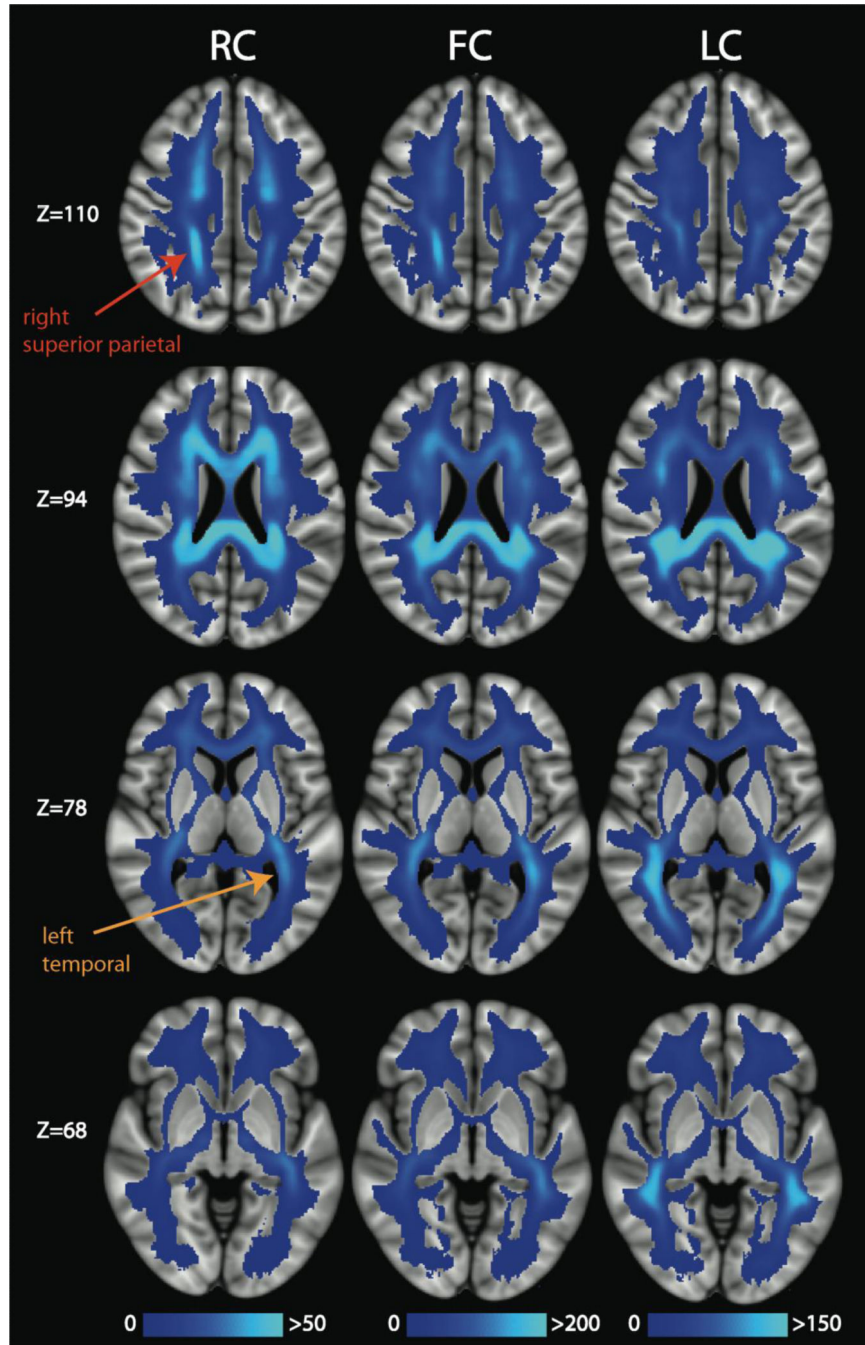 RC FC LC
Z=110
right
superior parietal
Z=94
Z=78
left
temporal
Z=68
0 >50 0 >200 0 >150